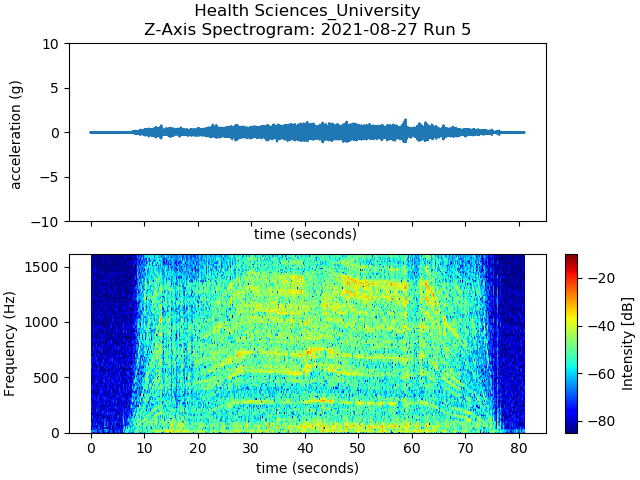 Health Sciences_University
Z-Axis Spectrogram: 2021-08-27 Run 5
10
5
0
−5
−10
acceleration (g)
time (seconds)
1500
1000
500
0
Frequency (Hz)
0 10 20 30 40 50 60 70 80
time (seconds)
−20
−40
−60
−80
Intensity [dB]